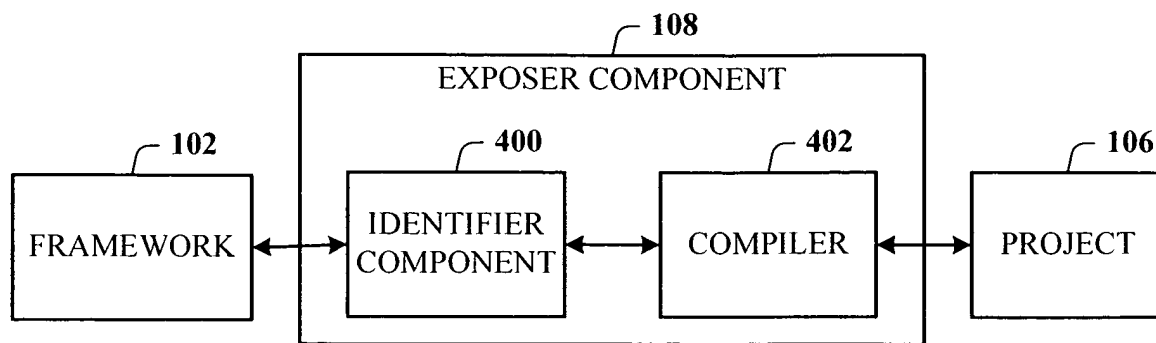 108
EXPOSER COMPONENT
102
400
402
106
FRAMEWORK
IDENTIFIER
COMPONENT
COMPILER
PROJECT